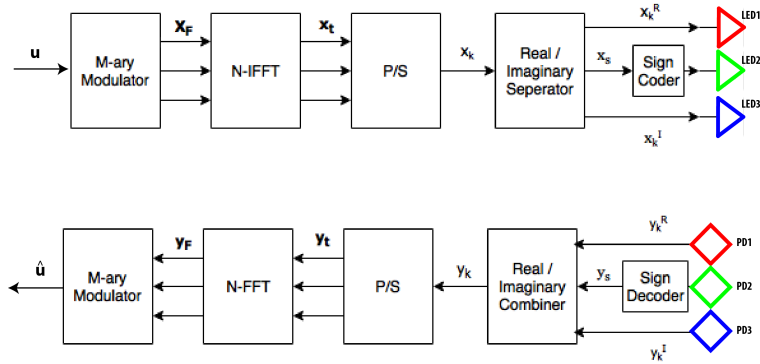 u
M-ary
Modulator
X_F
N-IFFT
x_t
P/S
x_k
Real /
Imaginary
Seperator
x_k^R
x_s
Sign
Coder
x_k^I
LED1
LED2
LED3
û
M-ary
Modulator
y_F
N-FFT
y_t
P/S
y_k
Real /
Imaginary
Combiner
y_k^R
y_s
Sign
Decoder
y_k^I
PD1
PD2
PD3